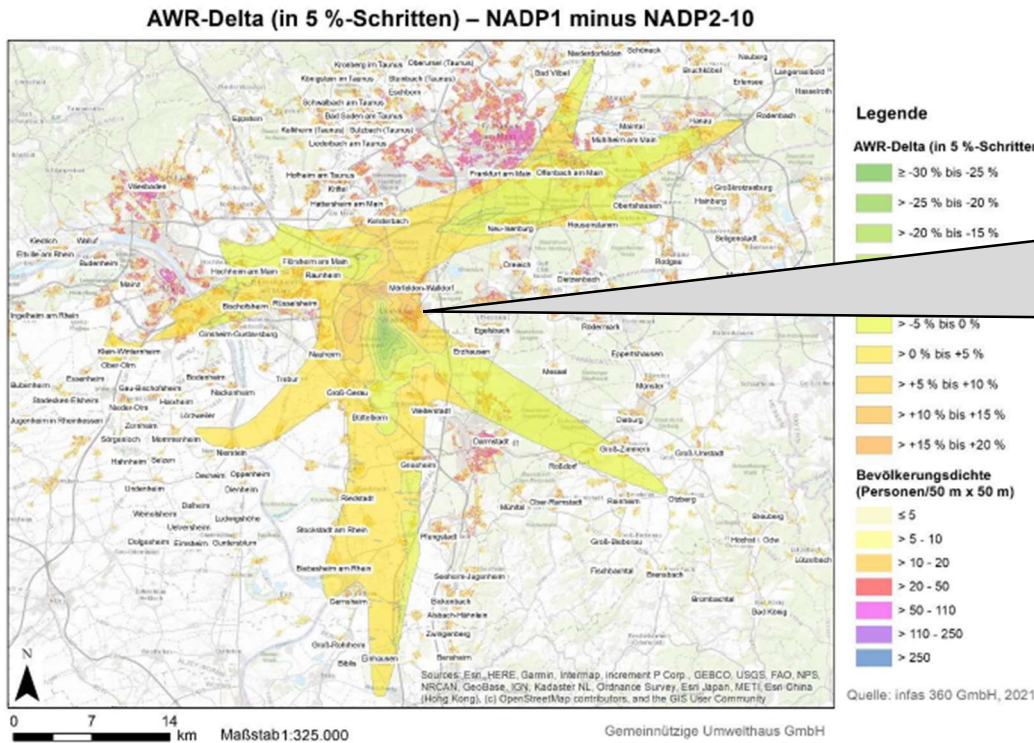 AWR-Delta (in 5 %-Schritten) – NADP1 minus NADP2-10
Niederdorfelden
Schöneck
Kronberg im Taunus
Oberursel (Taunus)
Königstein im Taunus
Steinbach (Taunus)
Bad Vilbel
Bruchköbel
Nauberg
Erlensee
Langenselbold
Hasselroth
Eschborn
Schwalbach am Taunus
Bad Soden am Taunus
Eppstein
Kelkheim (Taunus)
Sulzbach (Taunus)
Liederbach am Taunus
Maintal
Hanau
Rodenbach
Mühlheim am Main
Hofheim am Taunus
Kriftel
Hattersheim am Main
Frankfurt am Main
Offenbach am Main
Wiesbaden
Großkrotzenburg
Hainburg
Obertshausen
Kelsterbach
Neu-Isenburg
Heusenstamm
Seligenstadt
Kiedrich
Walluf
Eltville am Rhein
Budenheim
Hochheim am Main
Flörsheim am Main
Raunheim
Dreieich
Dietzenbach
Rodgau
Mainz
Mörfelden-Walldorf
Ingelheim am Rhein
Bischofsheim
Rüsselsheim
Ginsheim-Gustavsburg
Egelsbach
Rödermark
Klein-Winternheim
Ober-Olm
Nauheim
Erzhausen
Eppertshausen
Bubenheim
Essenheim
Bodenheim
Trebur
Messel
Münster
Stadecken-Elsheim
Gau-Bischofsheim
Nieder-Olm
Harxheim
Nackenheim
Groß-Gerau
Lörzweiler
Büttelborn
Weiterstadt
Jugenheim in Rheinhessen
Zornheim
Sörgenloch
Mommenheim
Dieburg
Darmstadt
Hahnheim
Selzen
Nierstein
Groß-Zimmern
Groß-Umstadt
Griesheim
Roßdorf
Dexheim
Oppenheim
Undenheim
Dienheim
Otzberg
Riedstadt
Ober-Ramstadt
Reinheim
Dalheim
Weinolsheim
Ludwigshöhe
Mühltal
Breuberg
Uelversheim
Stockstadt am Rhein
Dolgesheim
Eimsheim
Guntersblum
Pfungstadt
Groß-Bieberau
Höchst i. Odw
Lützelbach
Biebesheim am Rhein
Seeheim-Jugenheim
Fischbachtal
Brensbach
Gernsheim
Bickenbach
Brombachtal
Bad König
Alsbach-Hähnlein
Zwingenberg
Groß-Rohrheim
Biblis
Einhausen
Bensheim
Sources: Esri, HERE, Garmin, Intermap, increment P Corp., GEBCO, USGS, FAO, NPS,
NRCAN, GeoBase, IGN, Kadaster NL, Ordnance Survey, Esri Japan, METI, Esri China
(Hong Kong), (c) OpenStreetMap contributors, and the GIS User Community
N
0 7 14
km
Maßstab 1:325.000
Gemeinnützige Umwelthaus GmbH
Legende
AWR-Delta (in 5 %-Schritten
≥ -30 % bis -25 %
> -25 % bis -20 %
> -20 % bis -15 %
> -5 % bis 0 %
> 0 % bis +5 %
> +5 % bis +10 %
> +10 % bis +15 %
> +15 % bis +20 %
Bevölkerungsdichte
(Personen/50 m x 50 m)
≤ 5
> 5 - 10
> 10 - 20
> 20 - 50
> 50 - 110
> 110 - 250
> 250
Quelle: infas 360 GmbH, 2021